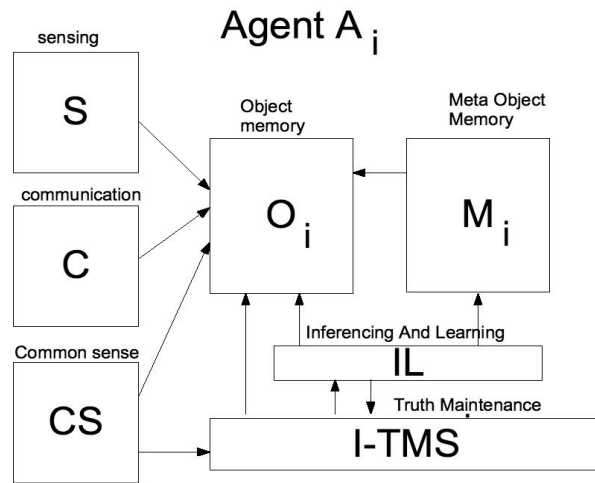 Agent A i
sensing
S
Object
memory
Meta Object
Memory
communication
C
O i
M i
Inferencing And Learning
IL
Common sense
CS
Truth Maintenance
I-TMS